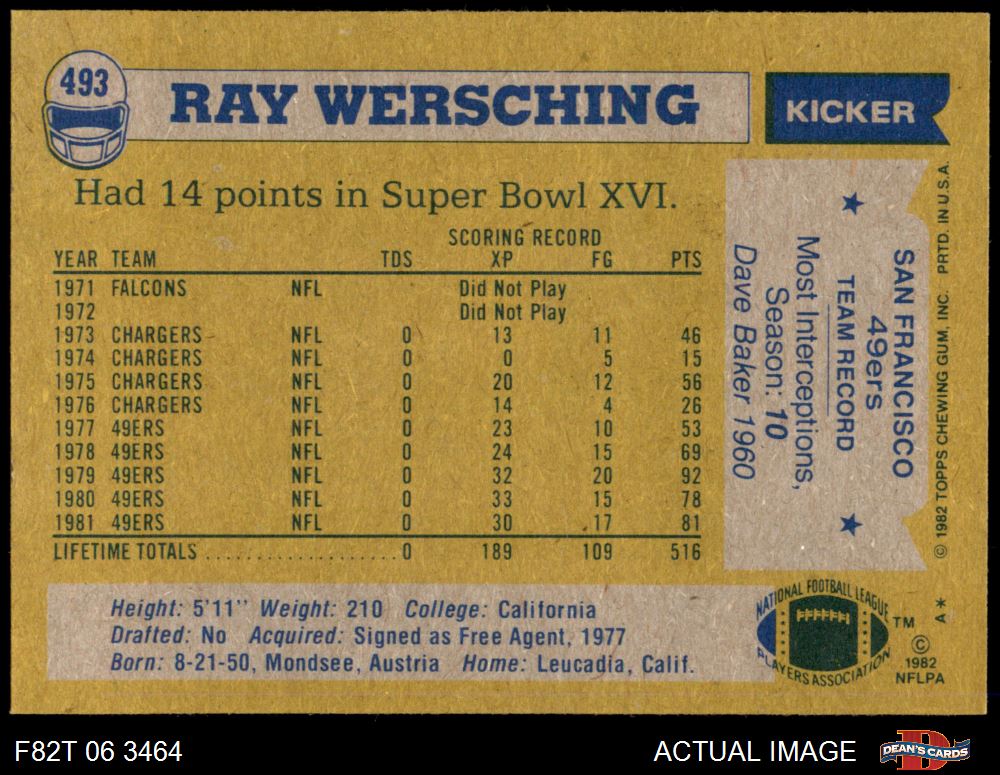 493
RAY WERSCHING
KICKER
Had 14 points in Super Bowl XVI.
SCORING RECORD
YEAR TEAM TDS XP FG PTS
1971 FALCONS NFL Did Not Play
1972 Did Not Play
1973 CHARGERS NFL 0 13 11 46
1974 CHARGERS NFL 0 0 5 15
1975 CHARGERS NFL 0 20 12 56
1976 CHARGERS NFL 0 14 4 26
1977 49ERS NFL 0 23 10 53
1978 49ERS NFL 0 24 15 69
1979 49ERS NFL 0 32 20 92
1980 49ERS NFL 0 33 15 78
1981 49ERS NFL 0 30 17 81
LIFETIME TOTALS ................... 0 189 109 516
SAN FRANCISCO
49ers
TEAM RECORD
Most Interceptions,
Season: 10
Dave Baker 1960
© 1982 TOPPS CHEWING GUM, INC. PRTD. IN U.S.A.
Height: 5'11" Weight: 210 College: California
Drafted: No Acquired: Signed as Free Agent, 1977
Born: 8-21-50, Mondsee, Austria Home: Leucadia, Calif.
NATIONAL FOOTBALL LEAGUE
PLAYERS ASSOCIATION
TM
A*
©
1982
NFLPA
F82T 06 3464
ACTUAL IMAGE
D
DEAN'S CARDS